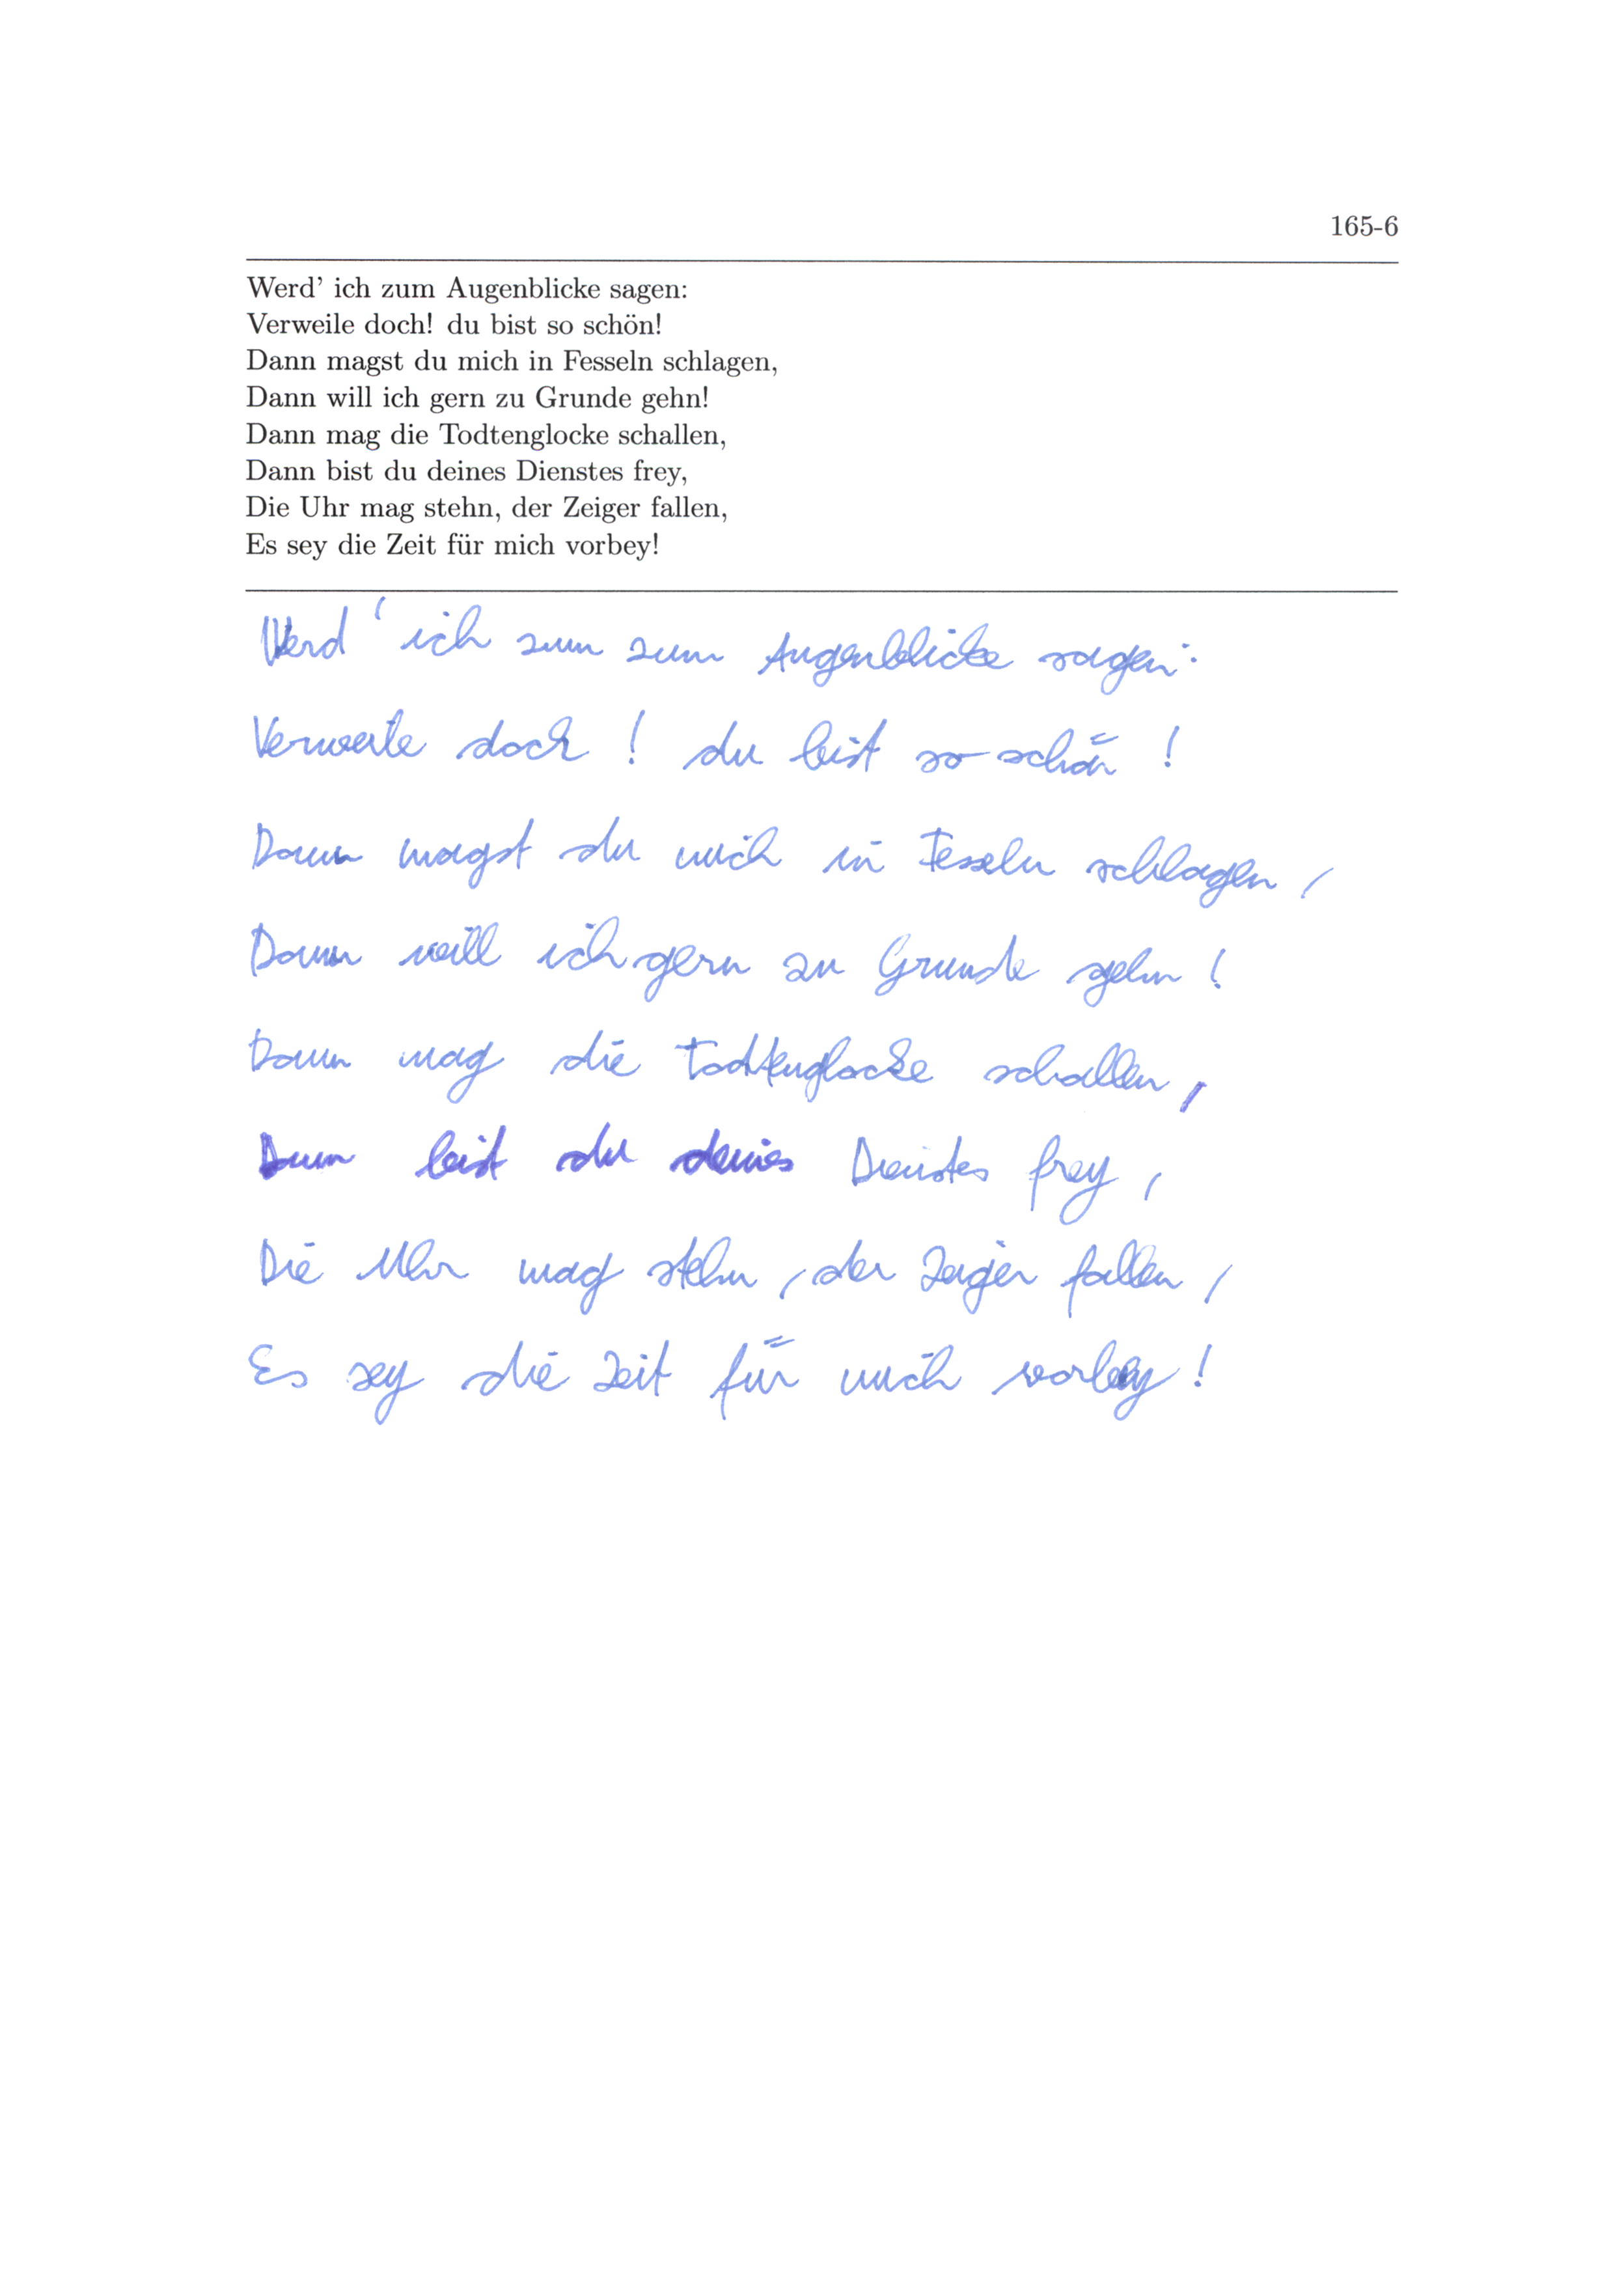 165-6
Werd' ich zum Augenblicke sagen:
Verweile doch! du bist so schön!
Dann magst du mich in Fesseln schlagen,
Dann will ich gern zu Grunde gehn!
Dann mag die Todtenglocke schallen,
Dann bist du deines Dienstes frey,
Die Uhr mag stehn, der Zeiger fallen,
Es sey die Zeit für mich vorbey!
Werd' ich zum zum Augenblicke sagen:
Verweile doch! du bist so schön!
Dann magst du mich in Fesseln schlagen,
Dann will ich gern zu Grunde gehn!
Dann mag die Todtenglocke schallen,
Dann bist du deines Dienstes frey,
Die Uhr mag stehn, der Zeiger fallen,
Es sey die Zeit für mich vorbey!